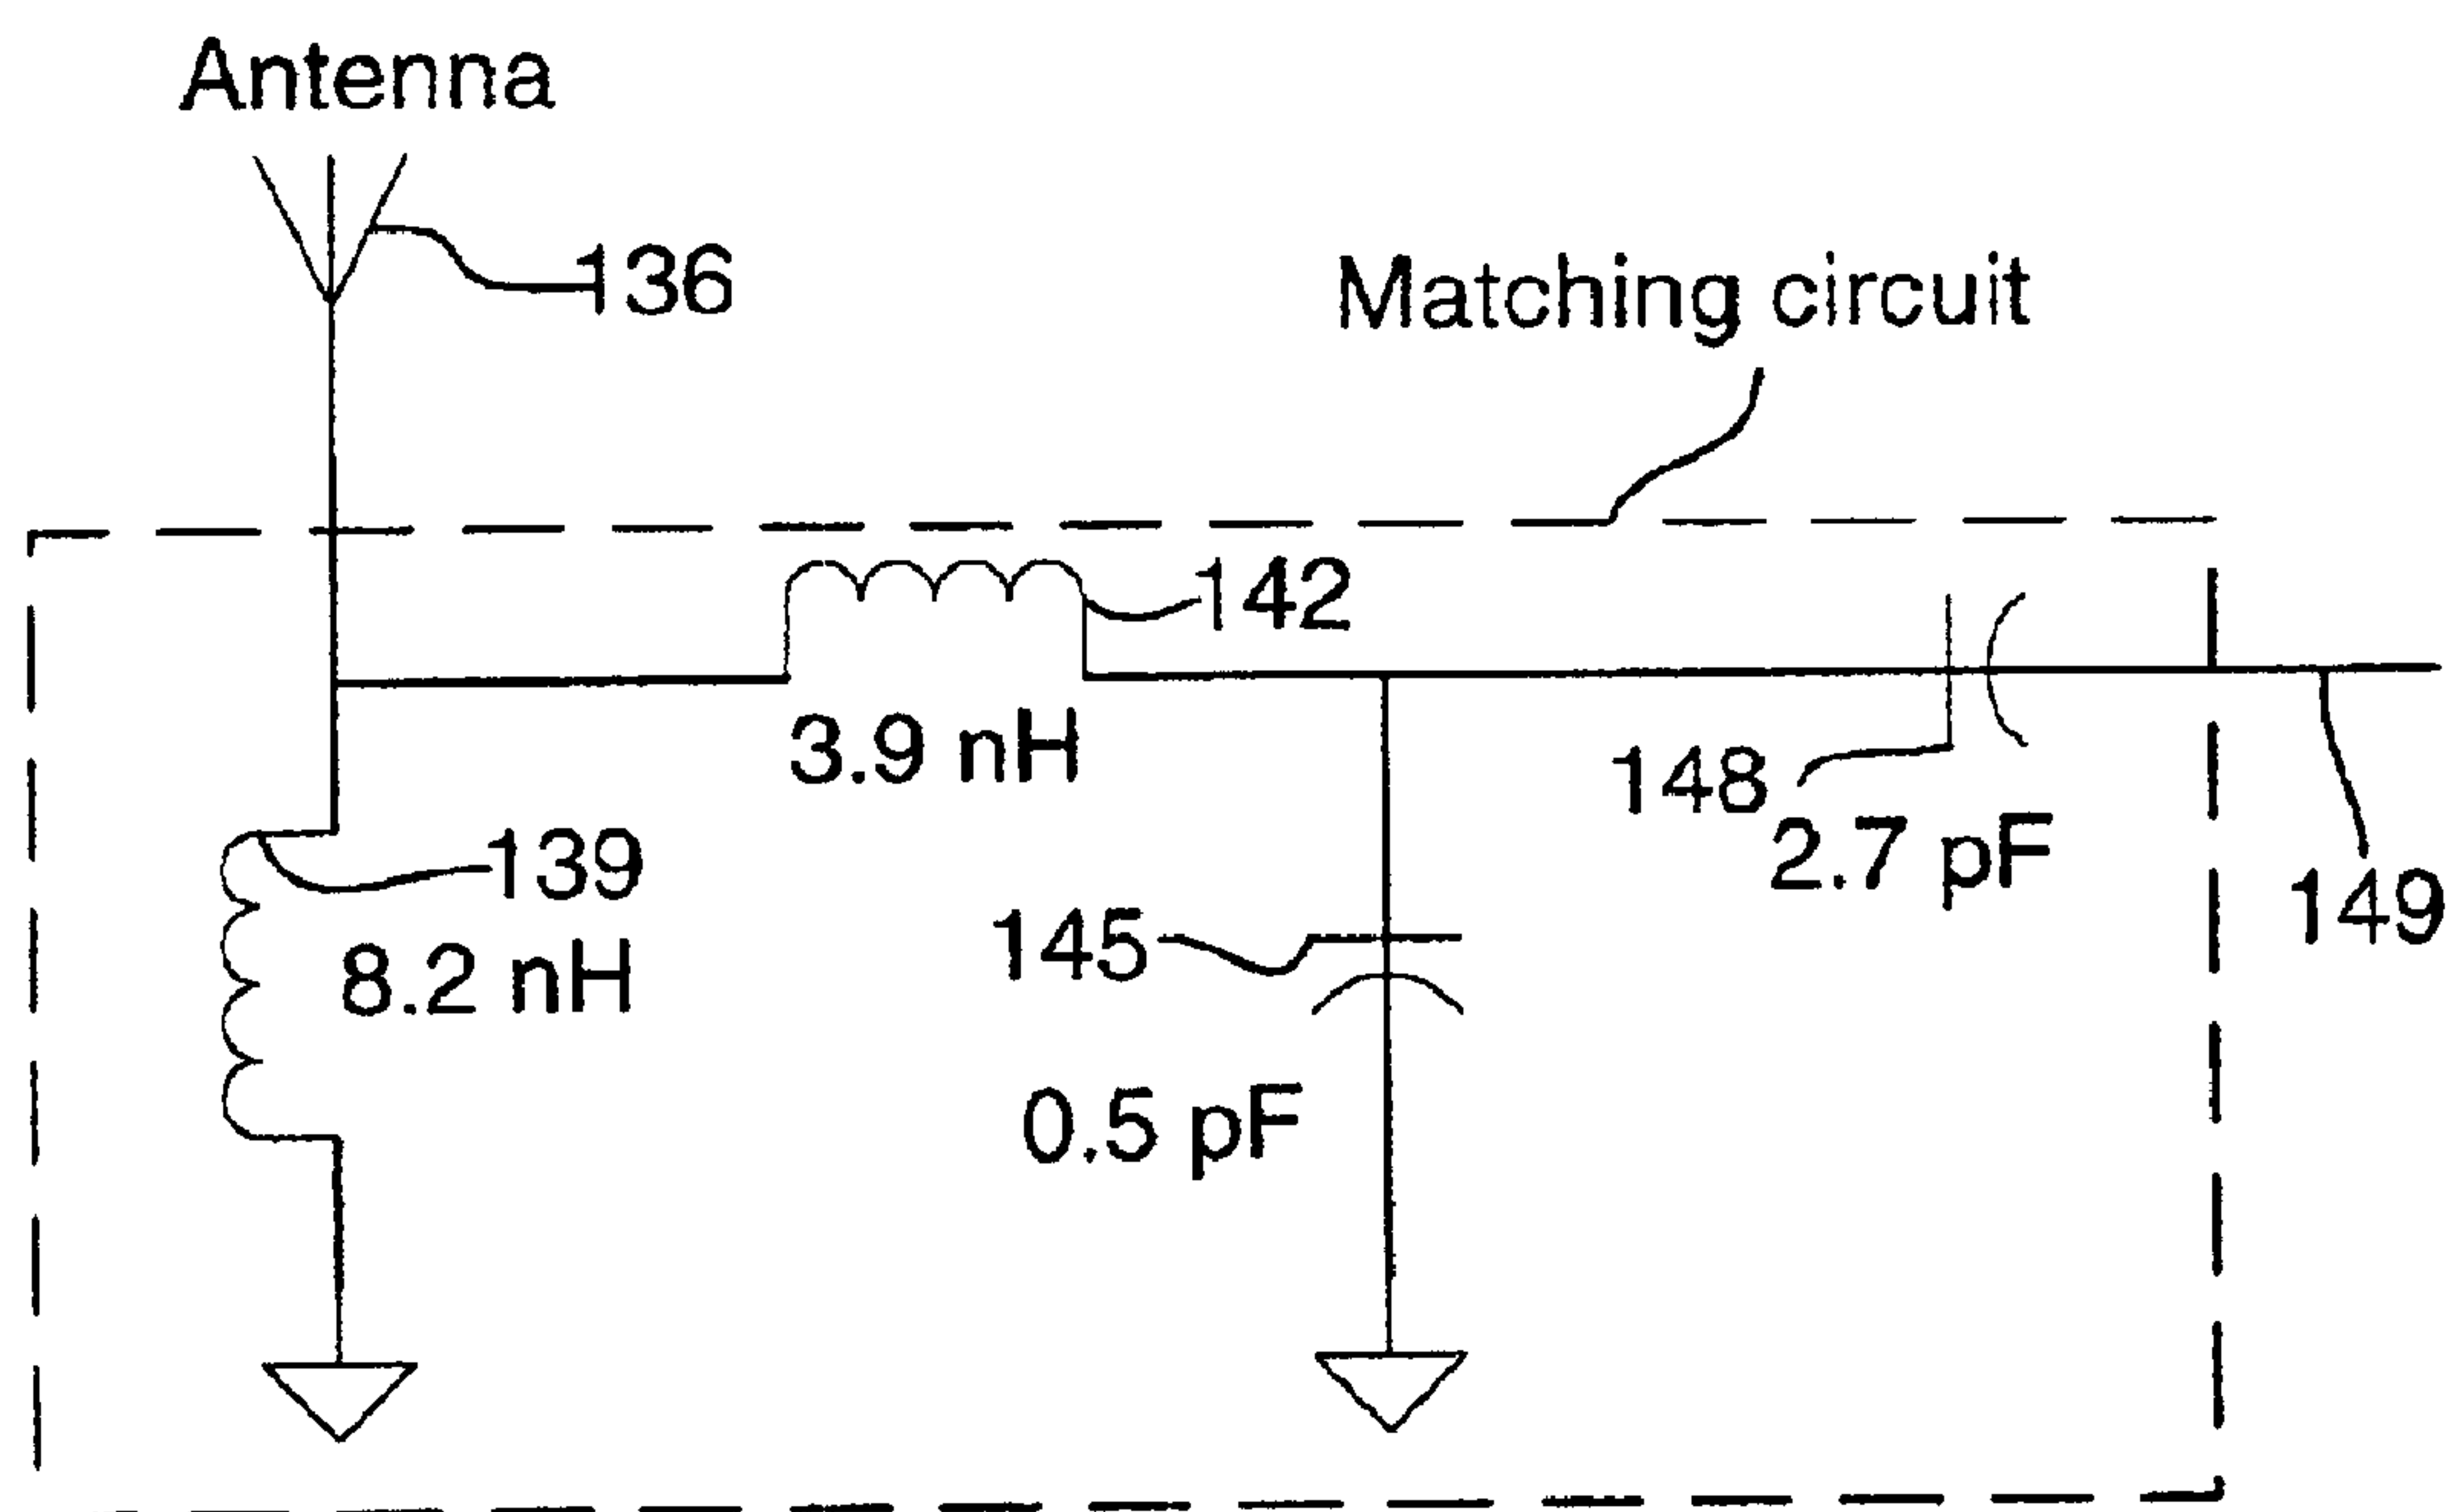 Antenna
136
Matching circuit
142
3.9 nH
148
2.7 pF
139
149
8.2 nH
145
0.5 pF